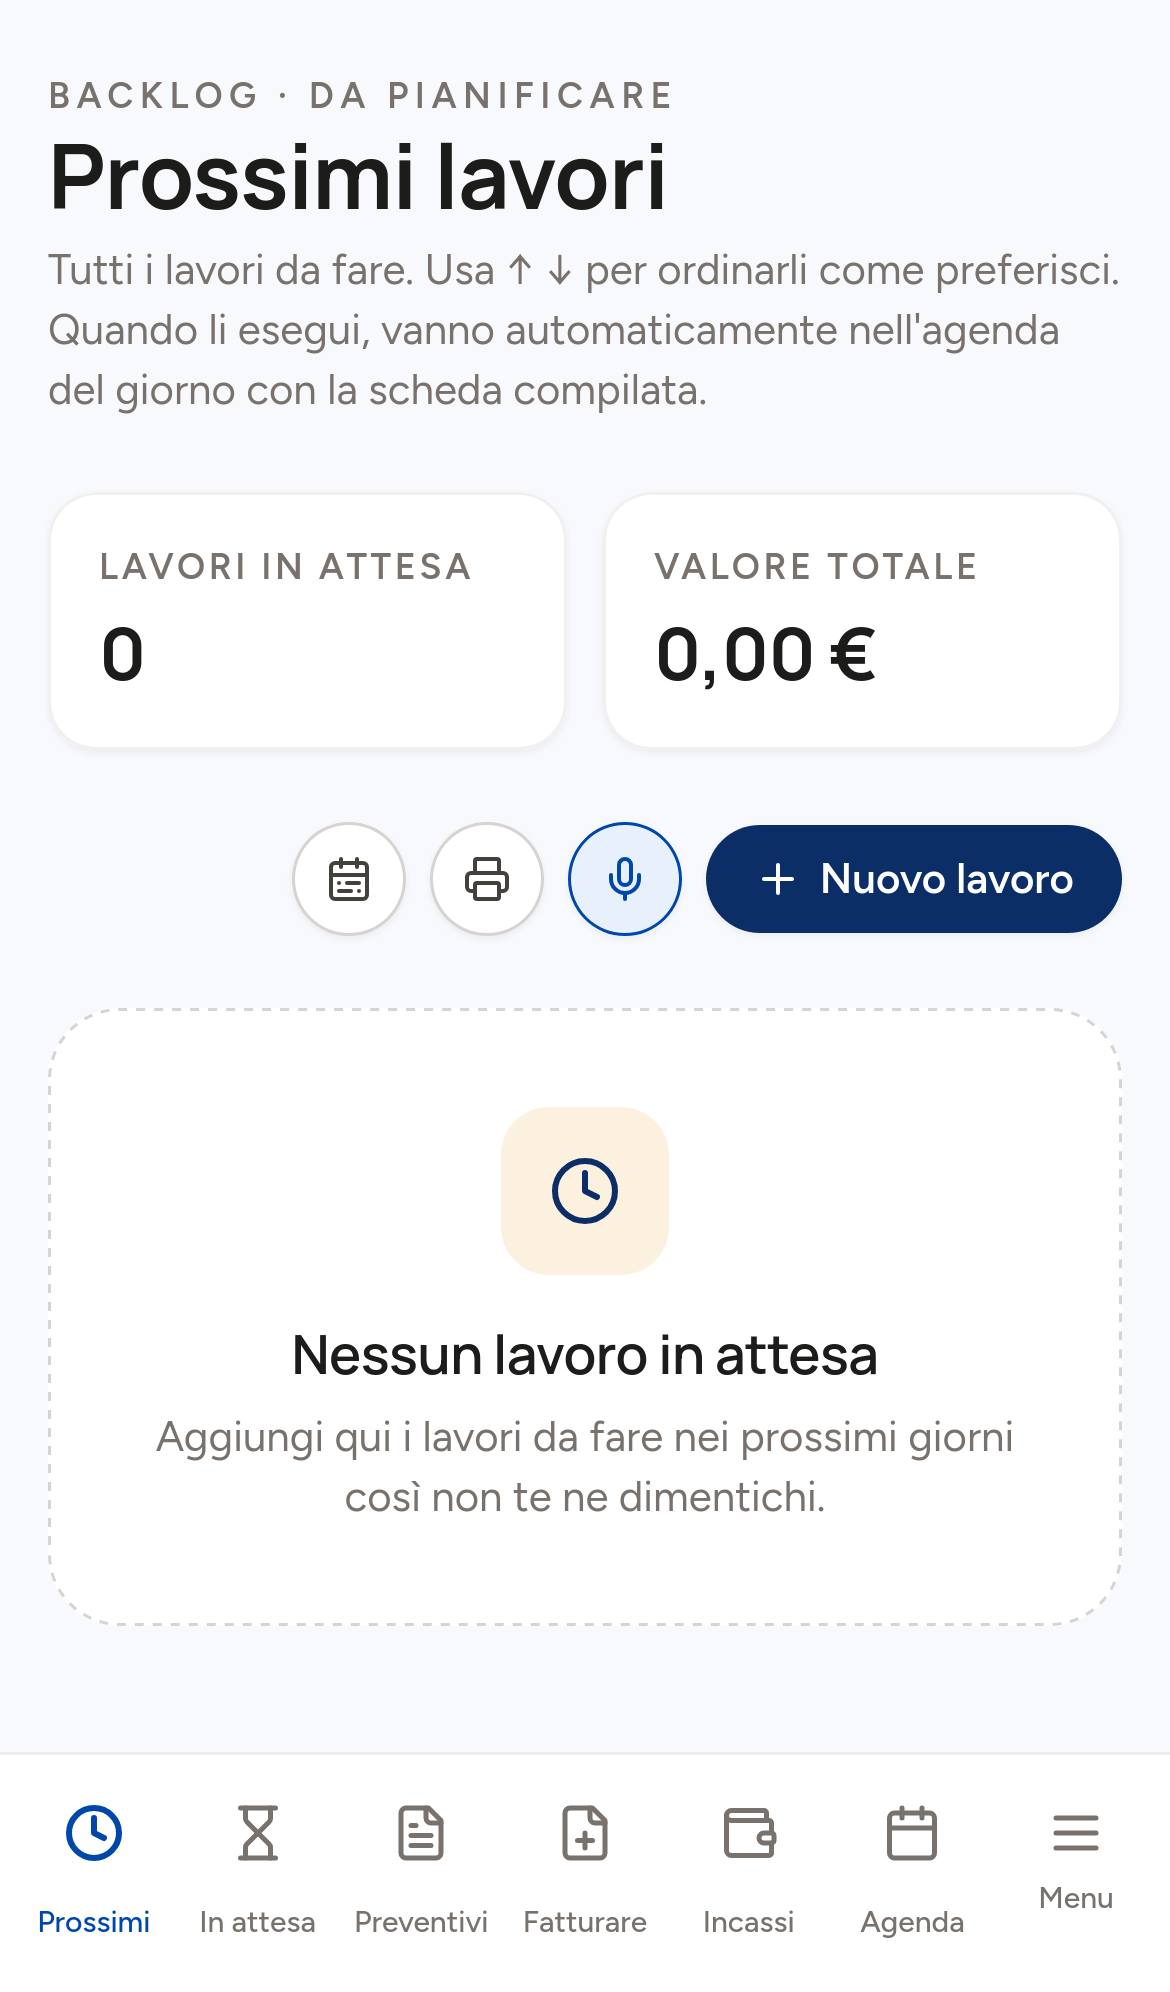 BACKLOG · DA PIANIFICARE
Prossimi lavori
Tutti i lavori da fare. Usa ↑ ↓ per ordinarli come preferisci.
Quando li esegui, vanno automaticamente nell'agenda
del giorno con la scheda compilata.
LAVORI IN ATTESA
0
VALORE TOTALE
0,00 €
Nuovo lavoro
Nessun lavoro in attesa
Aggiungi qui i lavori da fare nei prossimi giorni
così non te ne dimentichi.
Prossimi
In attesa
Preventivi
Fatturare
Incassi
Agenda
Menu